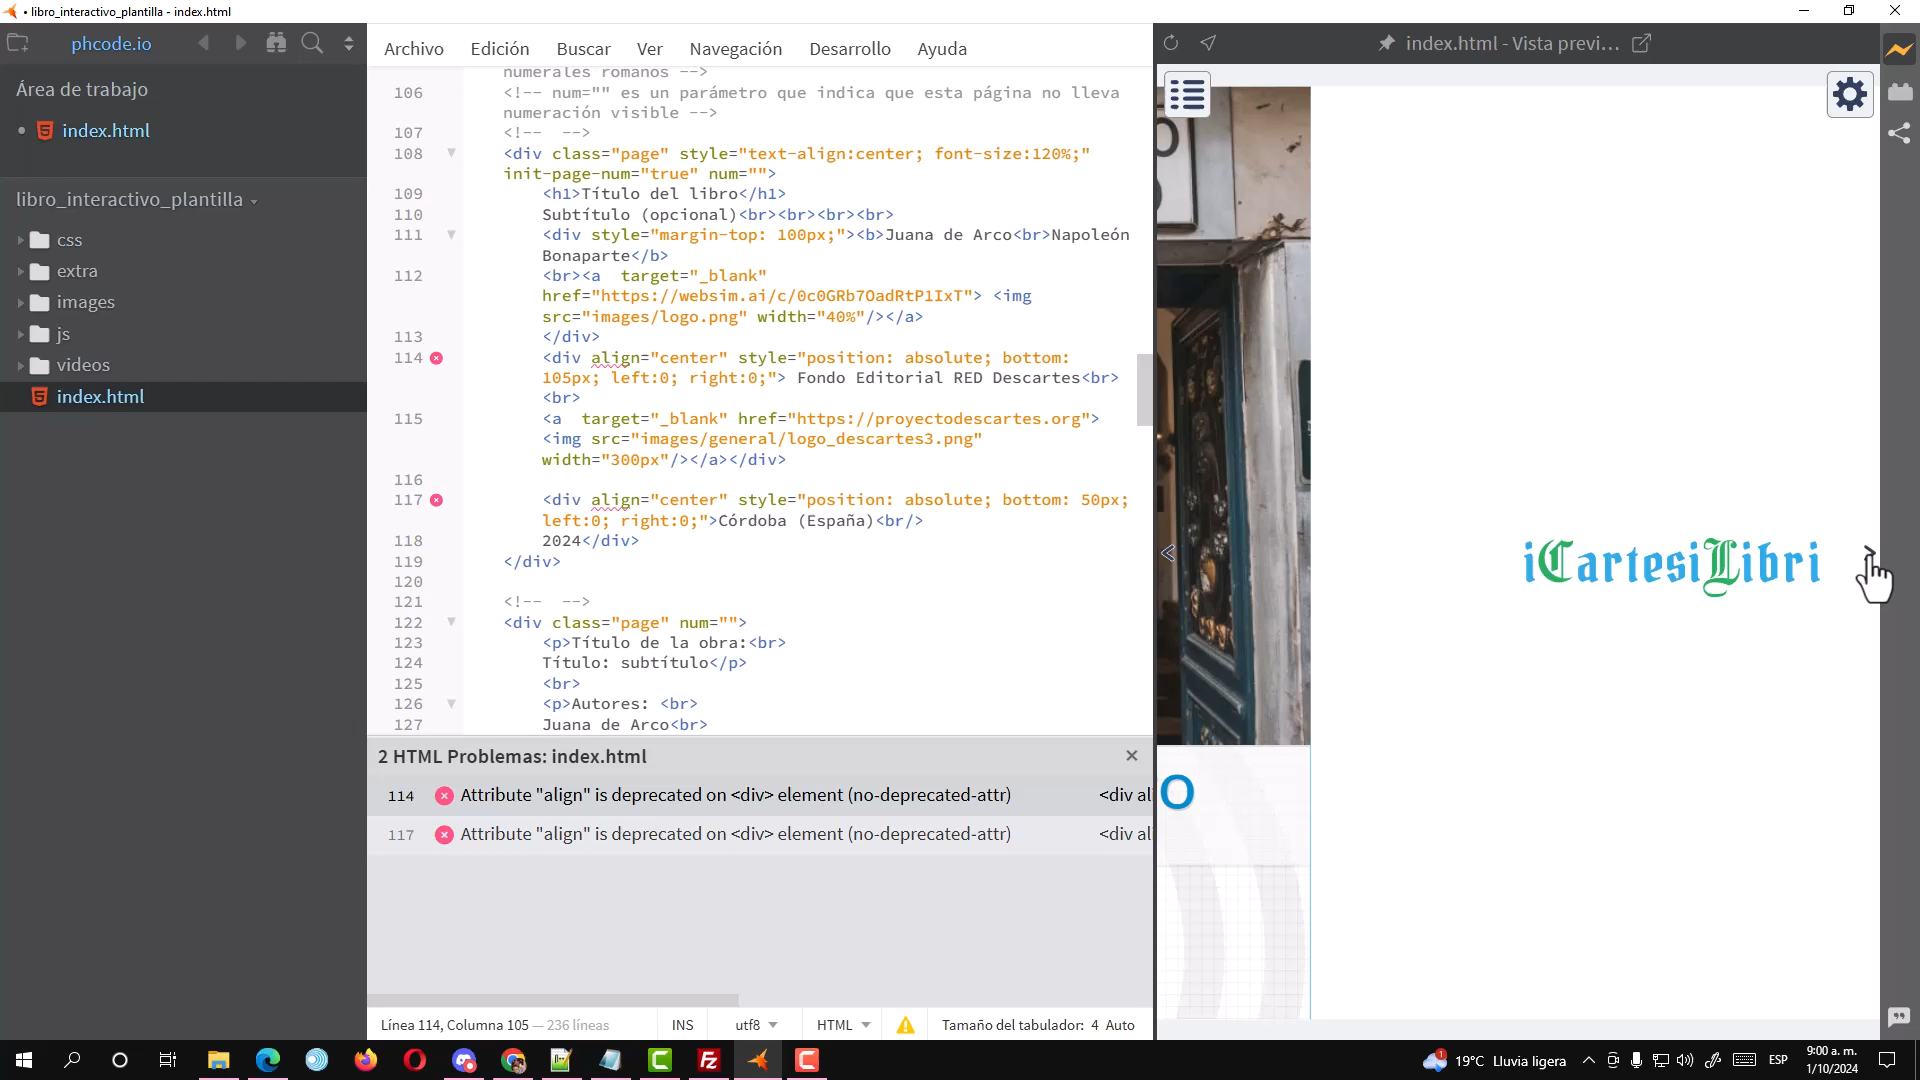 • libro_interactivo_plantilla - index.html
phcode.io
Archivo Edición Buscar Ver Navegación Desarrollo Ayuda
index.html - Vista previ...
Área de trabajo
index.html
libro_interactivo_plantilla
css
extra
images
js
videos
index.html
numerales romanos -->
106 <!-- num="" es un parámetro que indica que esta página no lleva
numeración visible -->
107 <!-- -->
108 <div class="page" style="text-align:center; font-size:120%;"
init-page-num="true" num="">
109 <h1>Título del libro</h1>
110 Subtítulo (opcional)<br><br><br><br>
111 <div style="margin-top: 100px;"><b>Juana de Arco<br>Napoleón
Bonaparte</b>
112 <br><a  target="_blank"
href="https://websim.ai/c/0c0GRb7OadRtP1IxT"> <img
src="images/logo.png" width="40%"/></a>
113 </div>
114 <div align="center" style="position: absolute; bottom:
105px; left:0; right:0;"> Fondo Editorial RED Descartes<br>
<br>
115 <a  target="_blank" href="https://proyectodescartes.org">
<img src="images/general/logo_descartes3.png"
width="300px"/></a></div>
116
117 <div align="center" style="position: absolute; bottom: 50px;
left:0; right:0;">Córdoba (España)<br/>
118 2024</div>
119 </div>
120
121 <!-- -->
122 <div class="page" num="">
123 <p>Título de la obra:<br>
124 Título: subtítulo</p>
125 <br>
126 <p>Autores: <br>
127 Juana de Arco<br>
2 HTML Problemas: index.html
114 Attribute "align" is deprecated on <div> element (no-deprecated-attr) <div ali
117 Attribute "align" is deprecated on <div> element (no-deprecated-attr) <div ali
Línea 114, Columna 105 — 236 líneas INS utf8 HTML Tamaño del tabulador: 4 Auto
iCartesiLibri
O
19°C Lluvia ligera
ESP
9:00 a. m.
1/10/2024